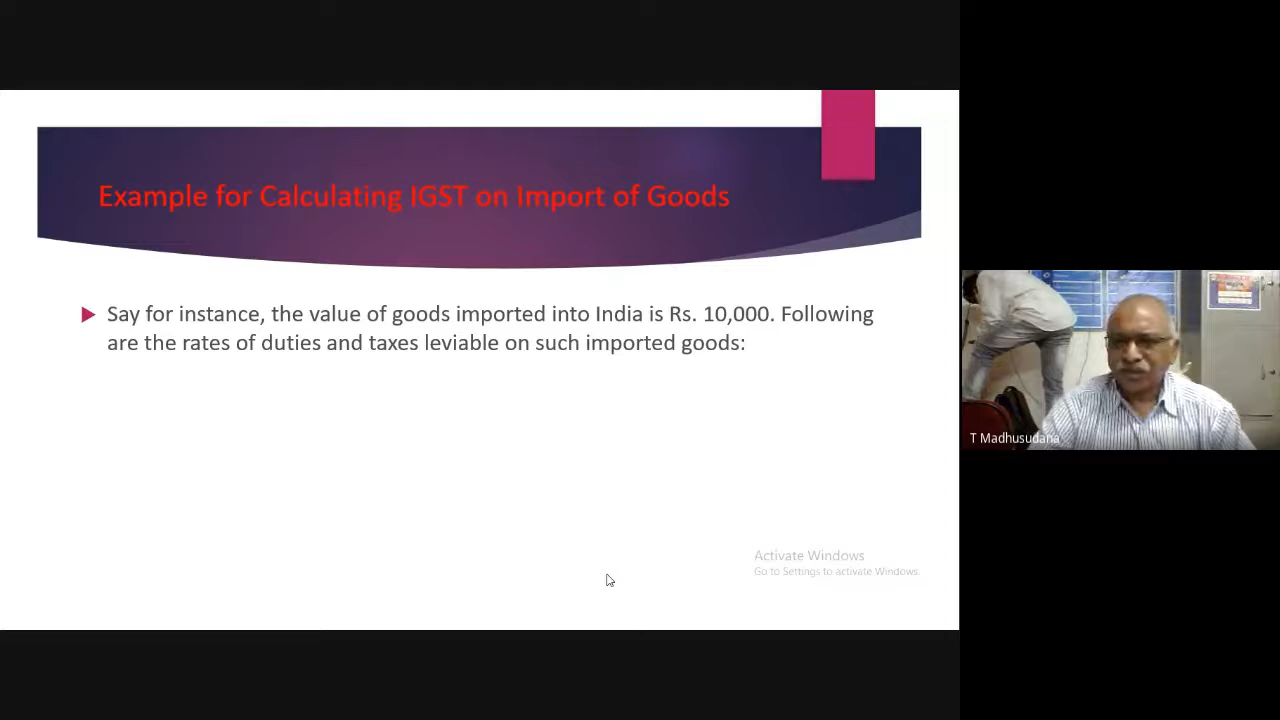 Example for Calculating IGST on Import of Goods
Say for instance, the value of goods imported into India is Rs. 10,000. Following
are the rates of duties and taxes leviable on such imported goods:
Activate Windows
Go to Settings to activate Windows.
T Madhusudana